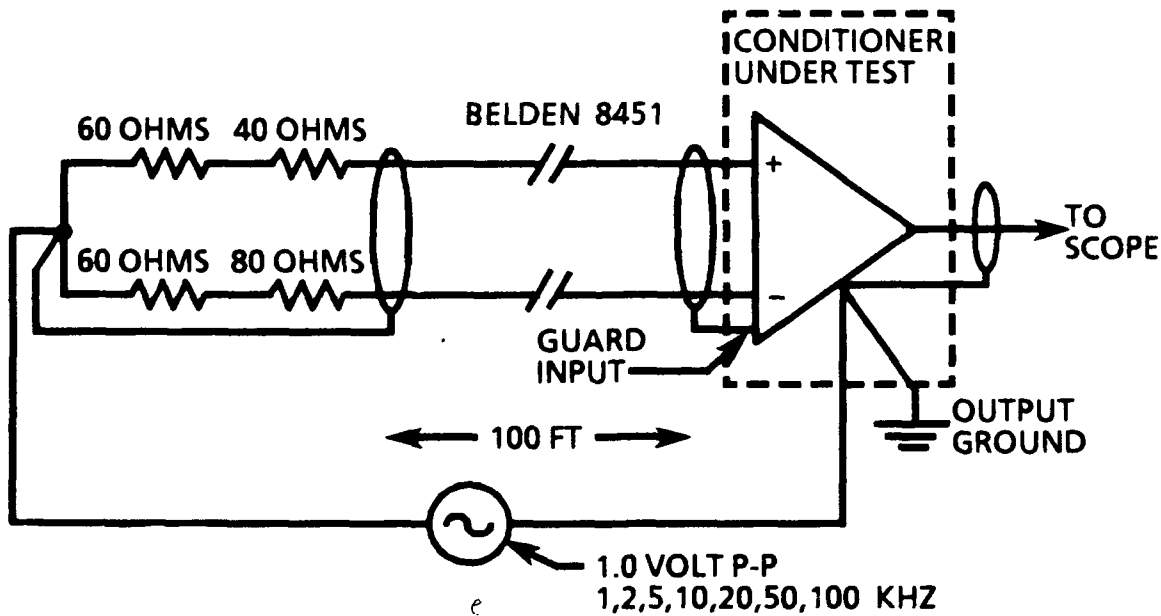 CONDITIONER
UNDER TEST
BELDEN 8451
60 OHMS 40 OHMS
+
TO
SCOPE
60 OHMS 80 OHMS
-
GUARD
INPUT
OUTPUT
GROUND
100 FT
1.0 VOLT P-P
1,2,5,10,20,50,100 KHZ
e